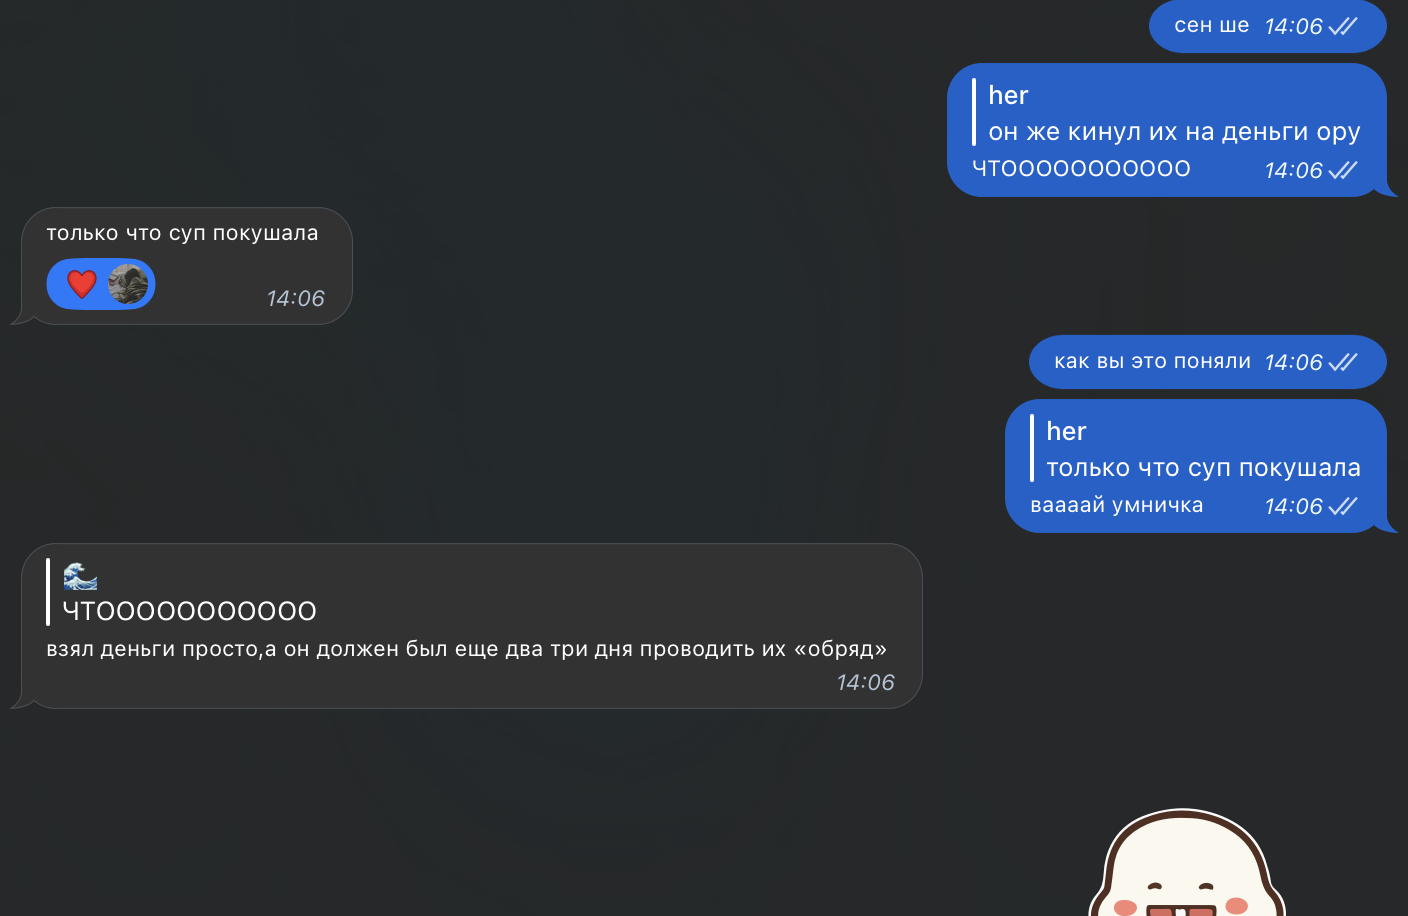 сен ше 14:06
her
он же кинул их на деньги ору
ЧТООООООООООО 14:06
только что суп покушала
14:06
как вы это поняли 14:06
her
только что суп покушала
ваааай умничка 14:06
🌊
ЧТООООООООООО
взял деньги просто,а он должен был еще два три дня проводить их «обряд»
14:06